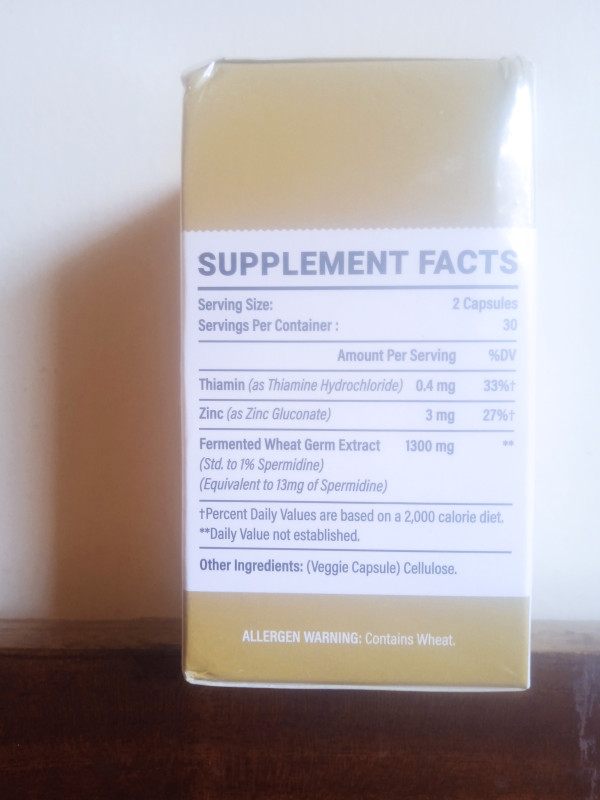 SUPPLEMENT FACTS
Serving Size: 2 Capsules
Servings Per Container : 30
Amount Per Serving %DV
Thiamin (as Thiamine Hydrochloride) 0.4 mg 33%†
Zinc (as Zinc Gluconate) 3 mg 27%†
Fermented Wheat Germ Extract 1300 mg **
(Std. to 1% Spermidine)
(Equivalent to 13mg of Spermidine)
†Percent Daily Values are based on a 2,000 calorie diet.
**Daily Value not established.
Other Ingredients: (Veggie Capsule) Cellulose.
ALLERGEN WARNING: Contains Wheat.